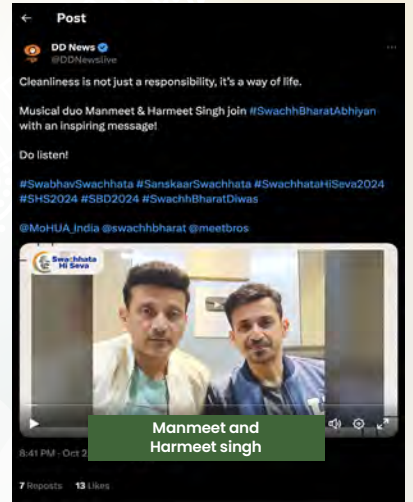 Post
DD News
@DDNewslive
Cleanliness is not just a responsibility, it's a way of life.
Musical duo Manmeet & Harmeet Singh join #SwachhBharatAbhiyan
with an inspiring message!
Do listen!
#SwabhavSwachhata #SanskaarSwachhata #SwachhataHiSeva2024
#SHS2024 #SBD2024 #SwachhBharatDiwas
@MoHUA_India @swachhbharat @meetbros
Swachhata
Hi Seva
Manmeet and
Harmeet singh
8:41 PM · Oct 2
7 Reposts 13 Likes